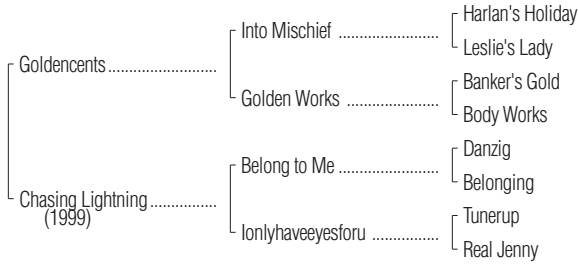 Harlan's Holiday
Into Mischief ....................
Leslie's Lady
Goldencents......................
Banker's Gold
Golden Works ..................
Body Works
Danzig
Belong to Me ....................
Belonging
Chasing Lightning...............
(1999)
Tunerup
Ionlyhaveeyesforu .............
Real Jenny